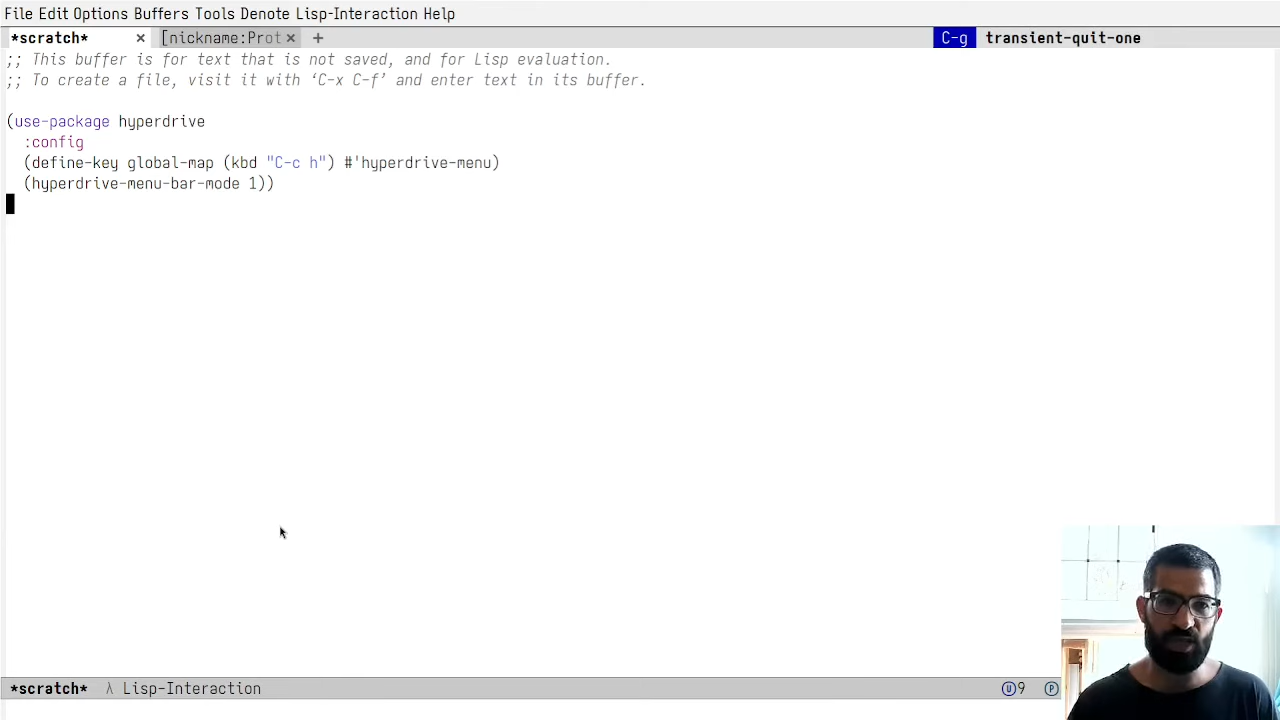 File Edit Options Buffers Tools Denote Lisp-Interaction Help
*scratch* × [nickname:Prot × + C-g transient-quit-one
;; This buffer is for text that is not saved, and for Lisp evaluation.
;; To create a file, visit it with ‘C-x C-f’ and enter text in its buffer.
(use-package hyperdrive
:config
(define-key global-map (kbd "C-c h") #'hyperdrive-menu)
(hyperdrive-menu-bar-mode 1))
*scratch* λ Lisp-Interaction Ⓤ9 Ⓟ